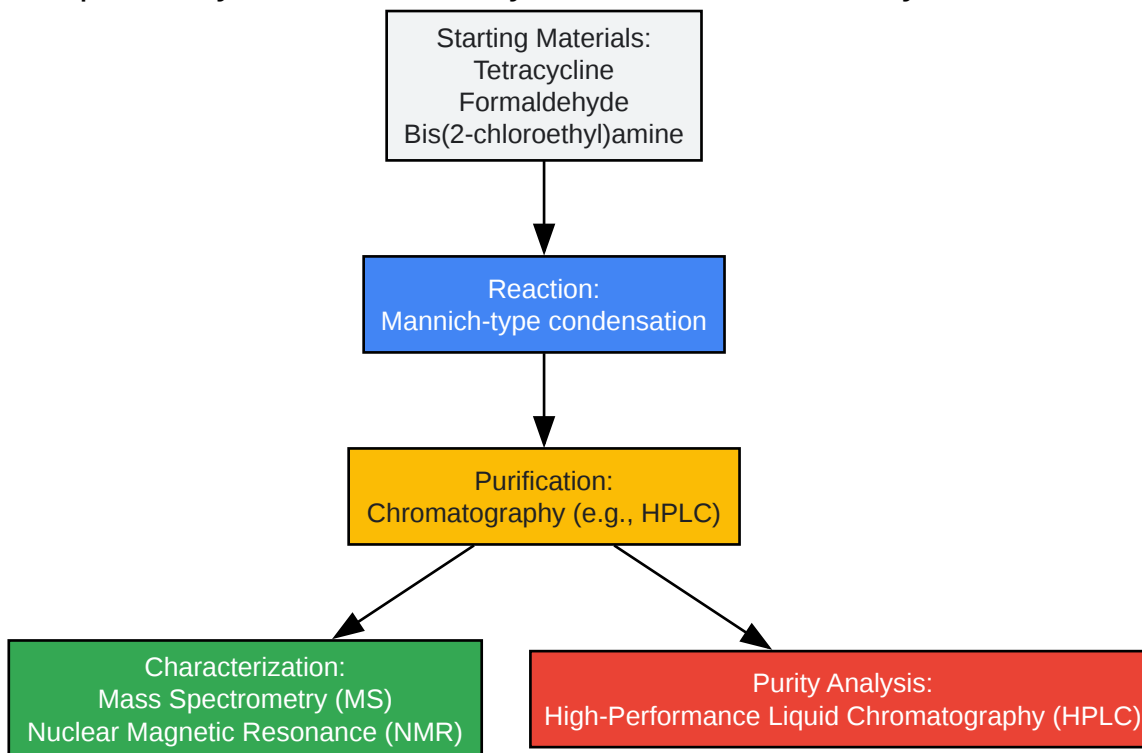 Starting Materials:
Tetracycline
Formaldehyde
Bis(2-chloroethyl)amine
Reaction:
Mannich-type condensation
Purification:
Chromatography (e.g., HPLC)
Characterization:
Mass Spectrometry (MS)
Nuclear Magnetic Resonance (NMR)
Purity Analysis:
High-Performance Liquid Chromatography (HPLC)